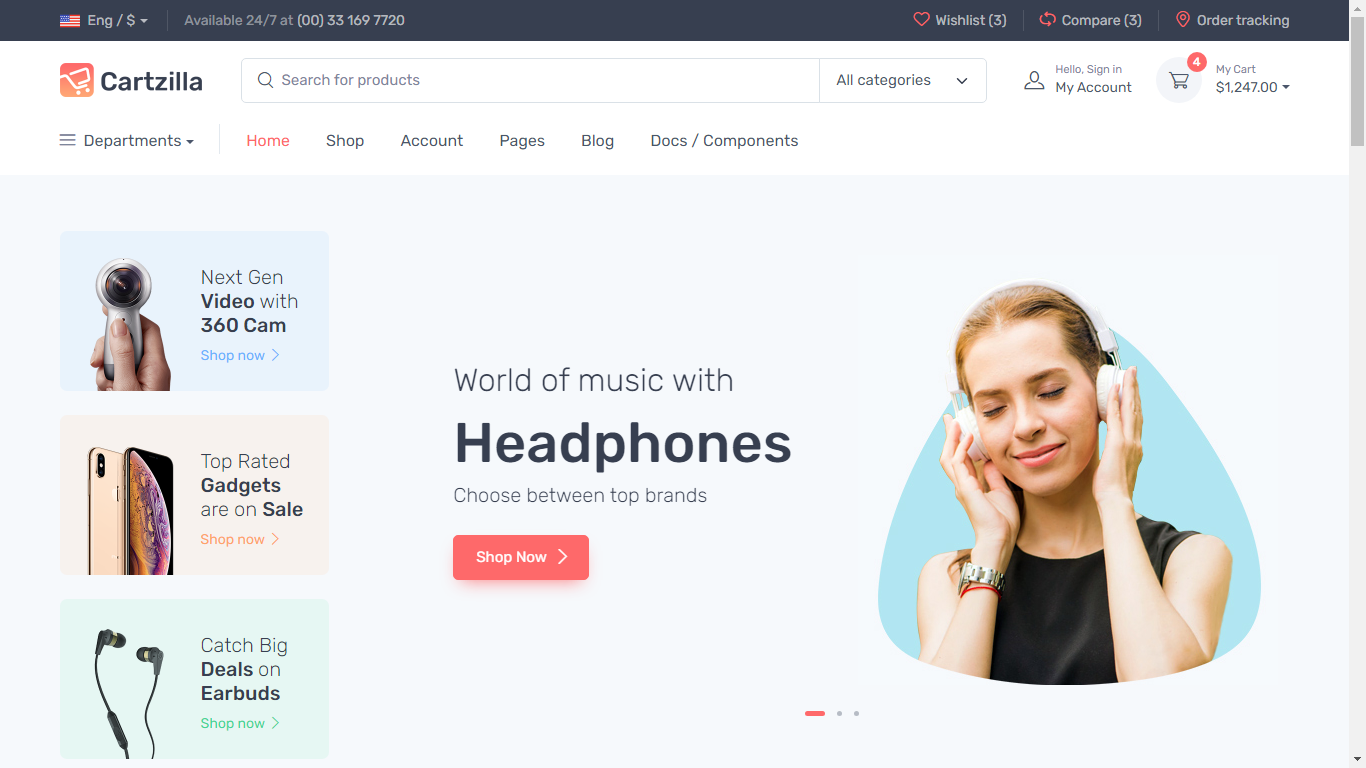 Eng / $
Available 24/7 at (00) 33 169 7720
Wishlist (3)
Compare (3)
Order tracking
Cartzilla
Search for products
All categories
Hello, Sign in
My Account
4
My Cart
$1,247.00
Departments
Home
Shop
Account
Pages
Blog
Docs / Components
Next Gen
Video with
360 Cam
Shop now
Top Rated
Gadgets
are on Sale
Shop now
Catch Big
Deals on
Earbuds
Shop now
World of music with
Headphones
Choose between top brands
Shop Now